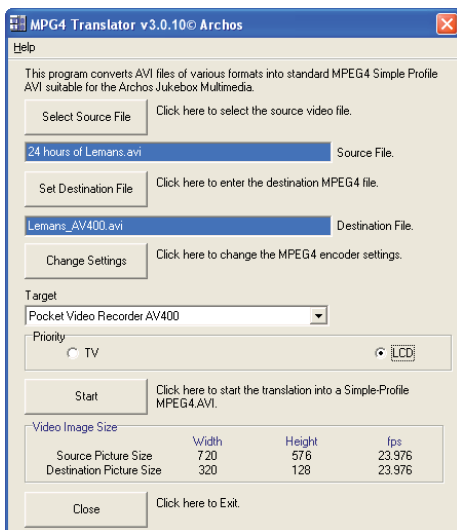 MPG4 Translator v3.0.10© Archos
Help
This program converts AVI files of various formats into standard MPEG4 Simple Profile
AVI suitable for the Archos Jukebox Multimedia.
Select Source File Click here to select the source video file.
24 hours of Lemans.avi Source File.
Set Destination File Click here to enter the destination MPEG4 file.
Lemans_AV400.avi Destination File.
Change Settings Click here to change the MPEG4 encoder settings.
Target
Pocket Video Recorder AV400
Priority
TV LCD
Start Click here to start the translation into a Simple-Profile
MPEG4.AVI.
Video Image Size
Width Height fps
Source Picture Size 720 576 23.976
Destination Picture Size 320 128 23.976
Close Click here to Exit.